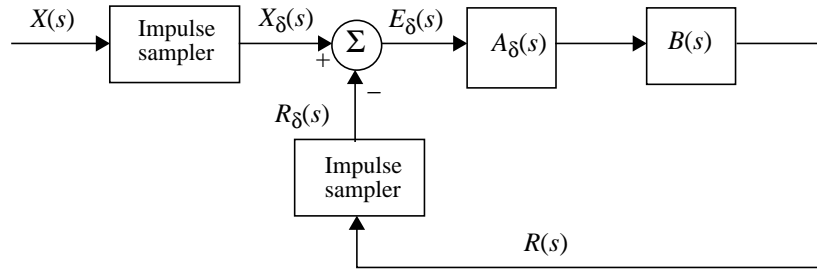 X(s)
Impulse
sampler
Xδ(s)
+
Σ
Eδ(s)
Aδ(s)
B(s)
−
Rδ(s)
Impulse
sampler
R(s)